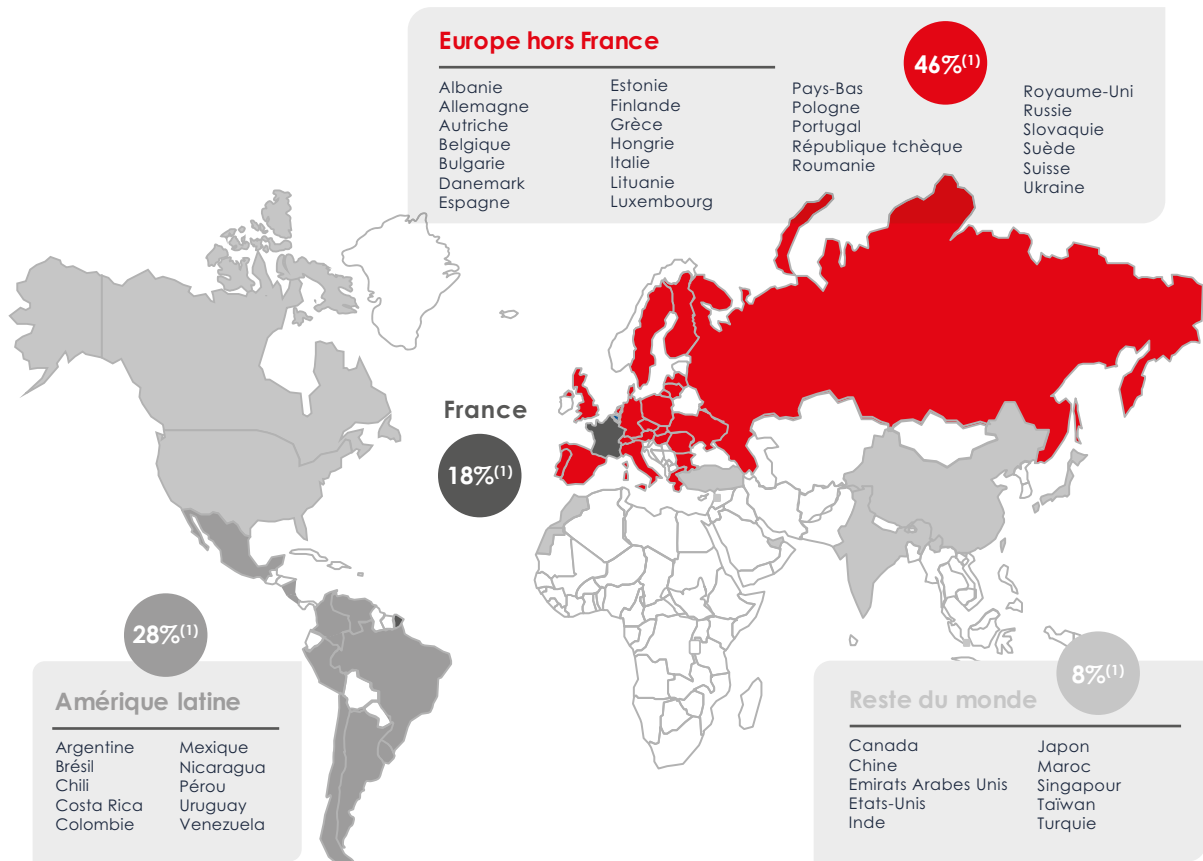 Europe hors France
46%(1)
Albanie
Allemagne
Autriche
Belgique
Bulgarie
Danemark
Espagne
Estonie
Finlande
Grèce
Hongrie
Italie
Lituanie
Luxembourg
Pays-Bas
Pologne
Portugal
République tchèque
Roumanie
Royaume-Uni
Russie
Slovaquie
Suède
Suisse
Ukraine
France
18%(1)
28%(1)
Amérique latine
Argentine
Brésil
Chili
Costa Rica
Colombie
Mexique
Nicaragua
Pérou
Uruguay
Venezuela
8%(1)
Reste du monde
Canada
Chine
Emirats Arabes Unis
Etats-Unis
Inde
Japon
Maroc
Singapour
Taïwan
Turquie